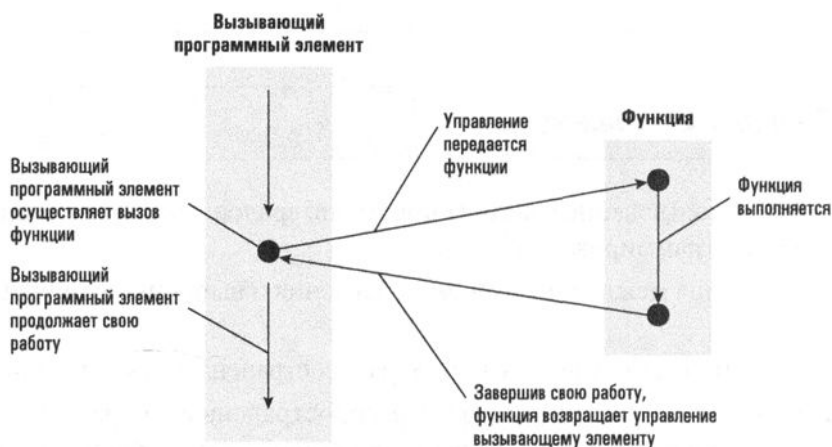 Вызывающий
программный элемент
Управление
передается
функции
Функция
Вызывающий
программный элемент
осуществляет вызов
функции
Функция
выполняется
Вызывающий
программный элемент
продолжает свою
работу
Завершив свою работу,
функция возвращает управление
вызывающему элементу